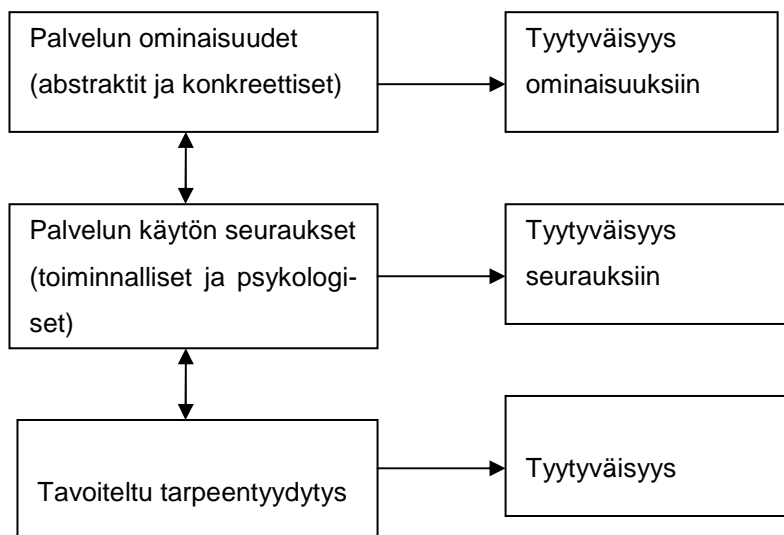 Palvelun ominaisuudet
(abstraktit ja konkreettiset)
Tyytyväisyys
ominaisuuksiin
Palvelun käytön seuraukset
(toiminnalliset ja psykologi-
set)
Tyytyväisyys
seurauksiin
Tavoiteltu tarpeentyydytys
Tyytyväisyys